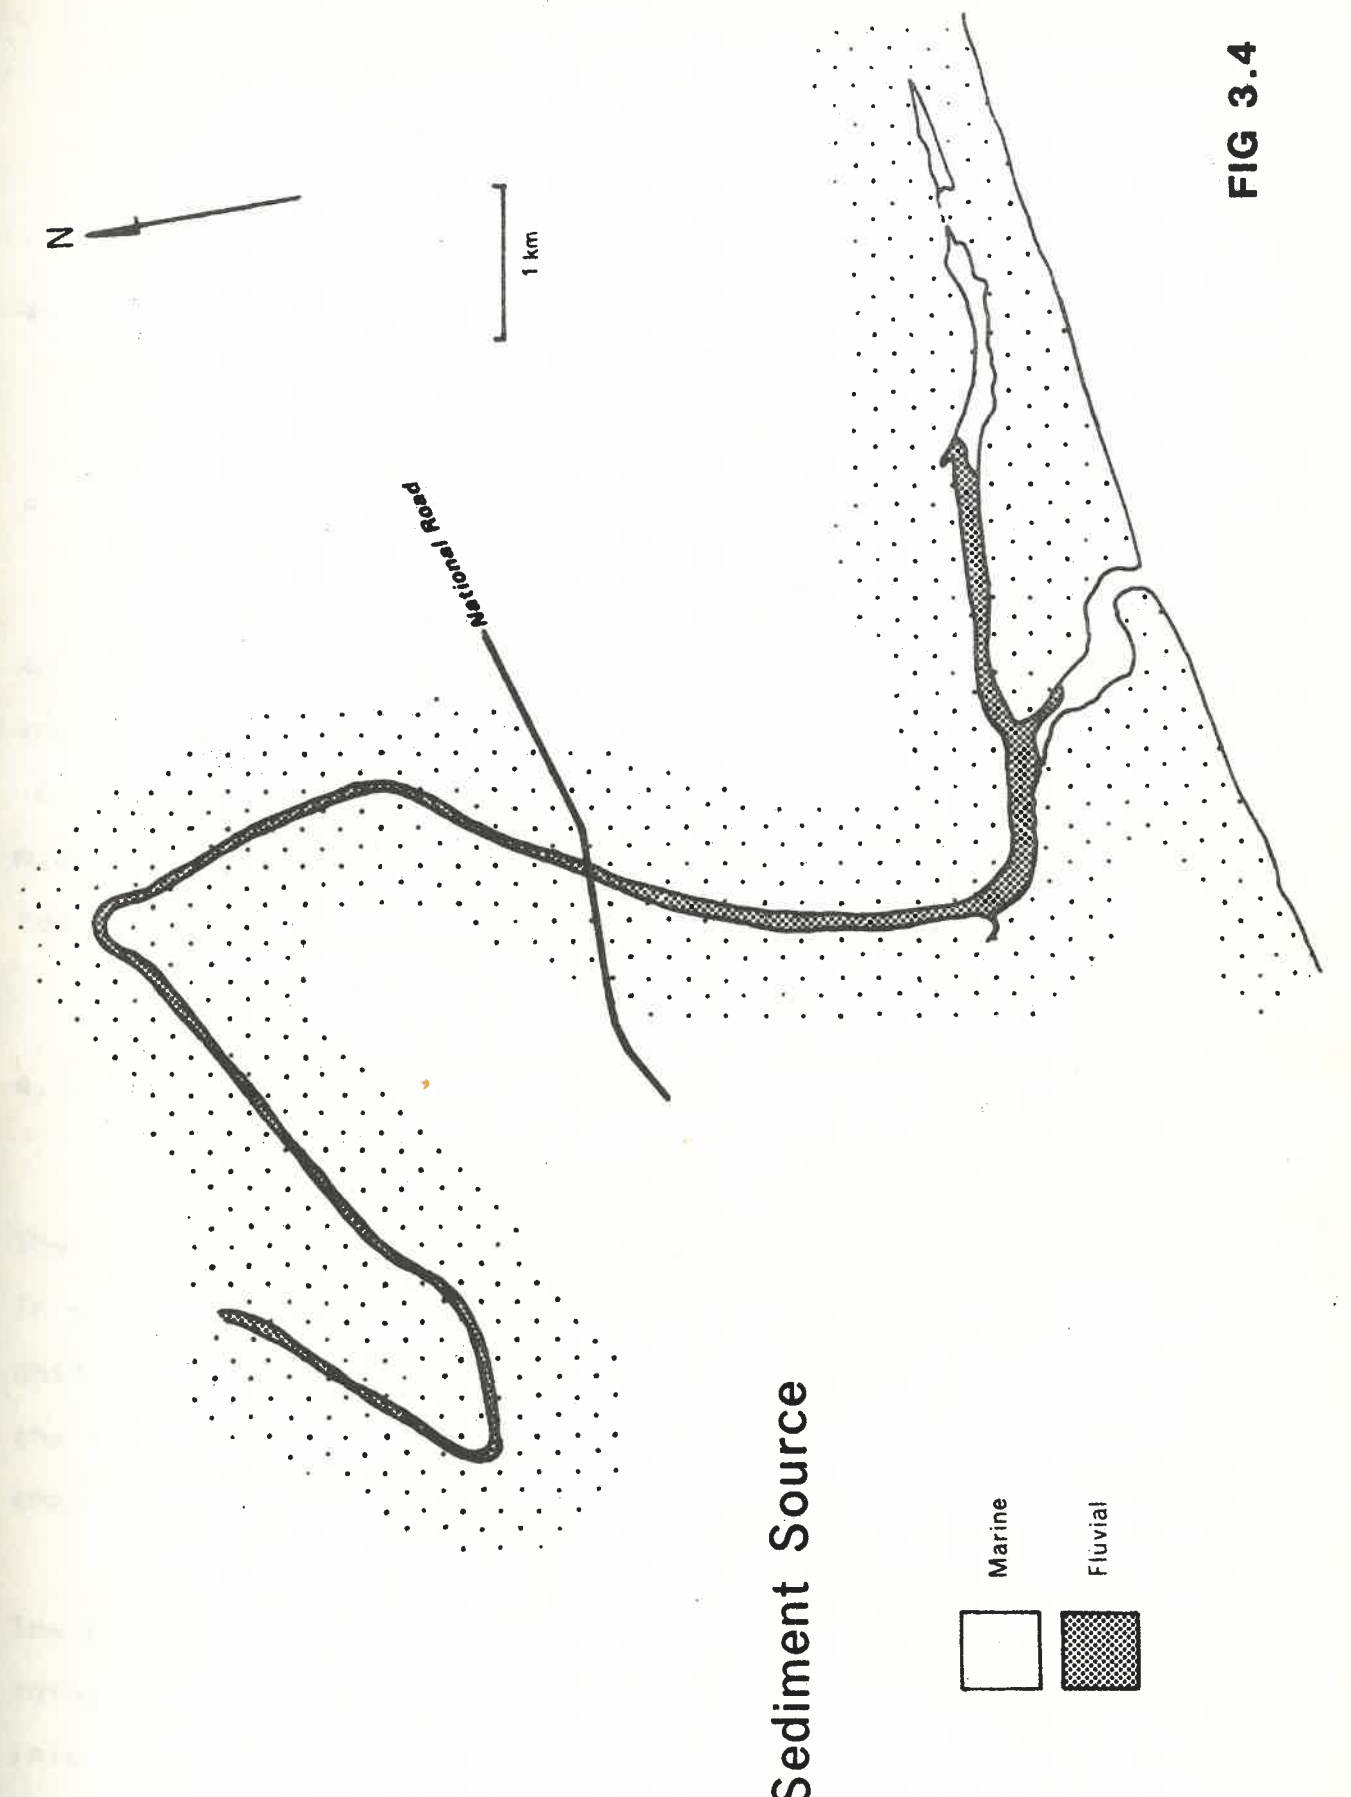 N
1 km
National Road
Sediment Source
Marine
Fluvial
FIG 3.4